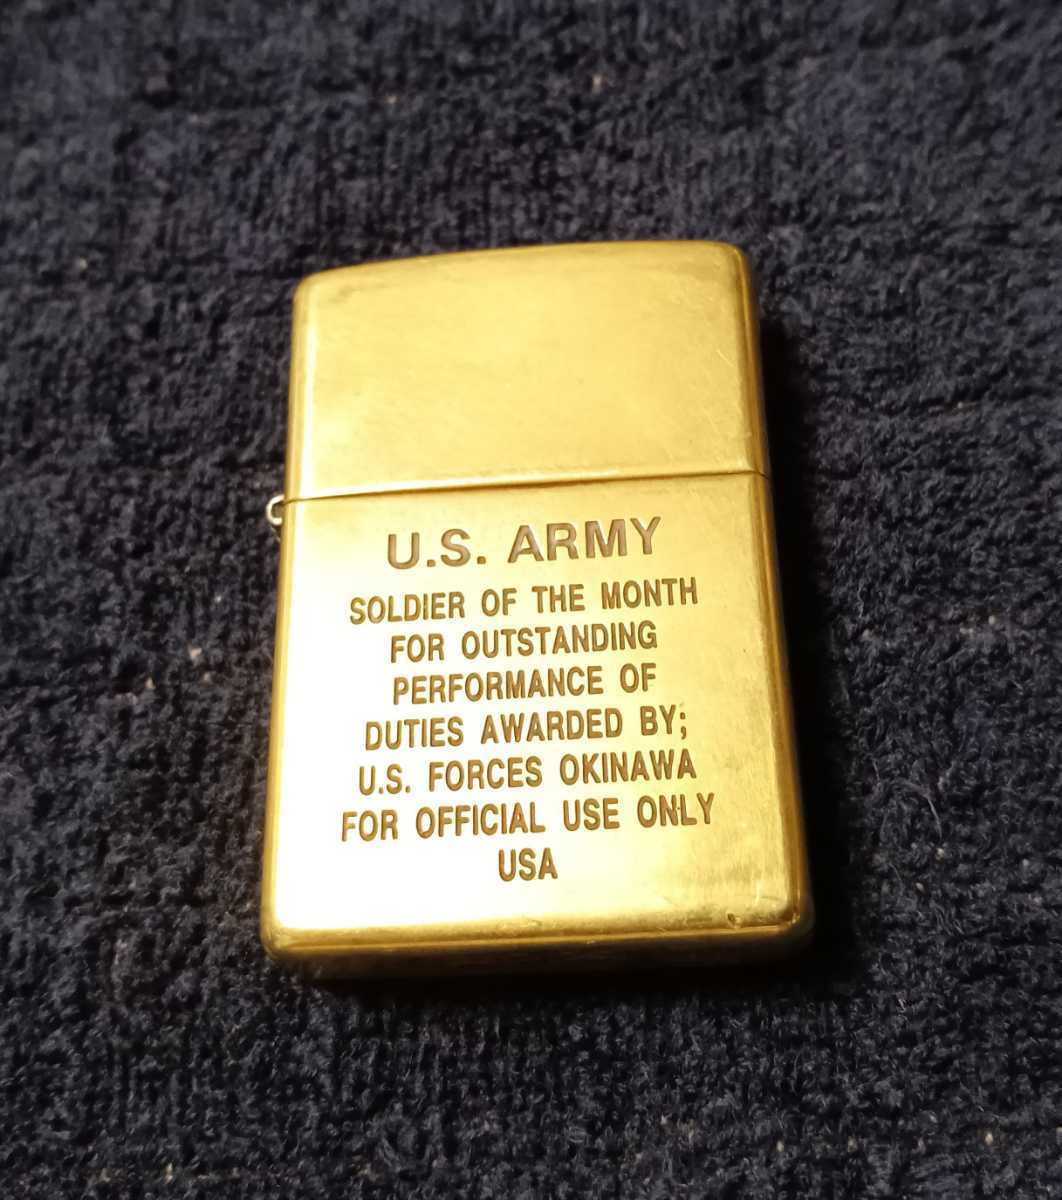 U.S. ARMY
SOLDIER OF THE MONTH
FOR OUTSTANDING
PERFORMANCE OF
DUTIES AWARDED BY;
U.S. FORCES OKINAWA
FOR OFFICIAL USE ONLY
USA